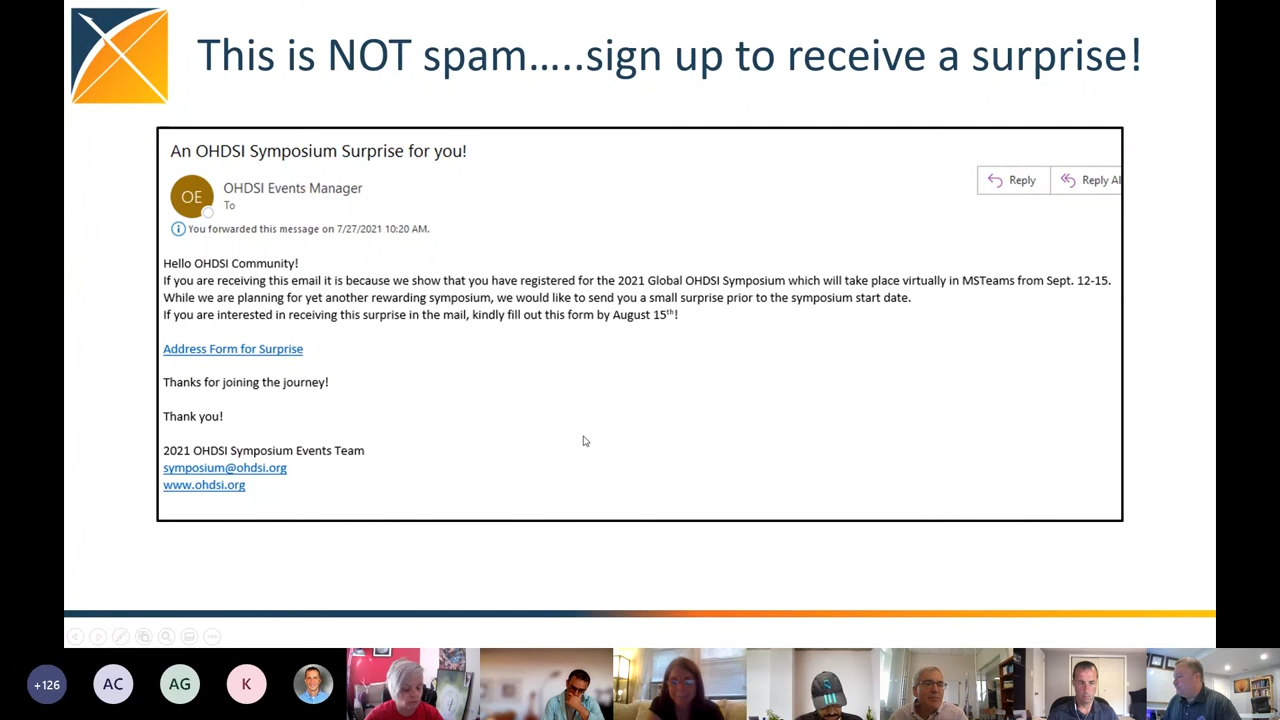 This is NOT spam…..sign up to receive a surprise!
An OHDSI Symposium Surprise for you!
OE
OHDSI Events Manager
To
Reply
Reply Al
You forwarded this message on 7/27/2021 10:20 AM.
Hello OHDSI Community!
If you are receiving this email it is because we show that you have registered for the 2021 Global OHDSI Symposium which will take place virtually in MSTeams from Sept. 12-15.
While we are planning for yet another rewarding symposium, we would like to send you a small surprise prior to the symposium start date.
If you are interested in receiving this surprise in the mail, kindly fill out this form by August 15th!
Address Form for Surprise
Thanks for joining the journey!
Thank you!
2021 OHDSI Symposium Events Team
symposium@ohdsi.org
www.ohdsi.org
+126
AC
AG
K